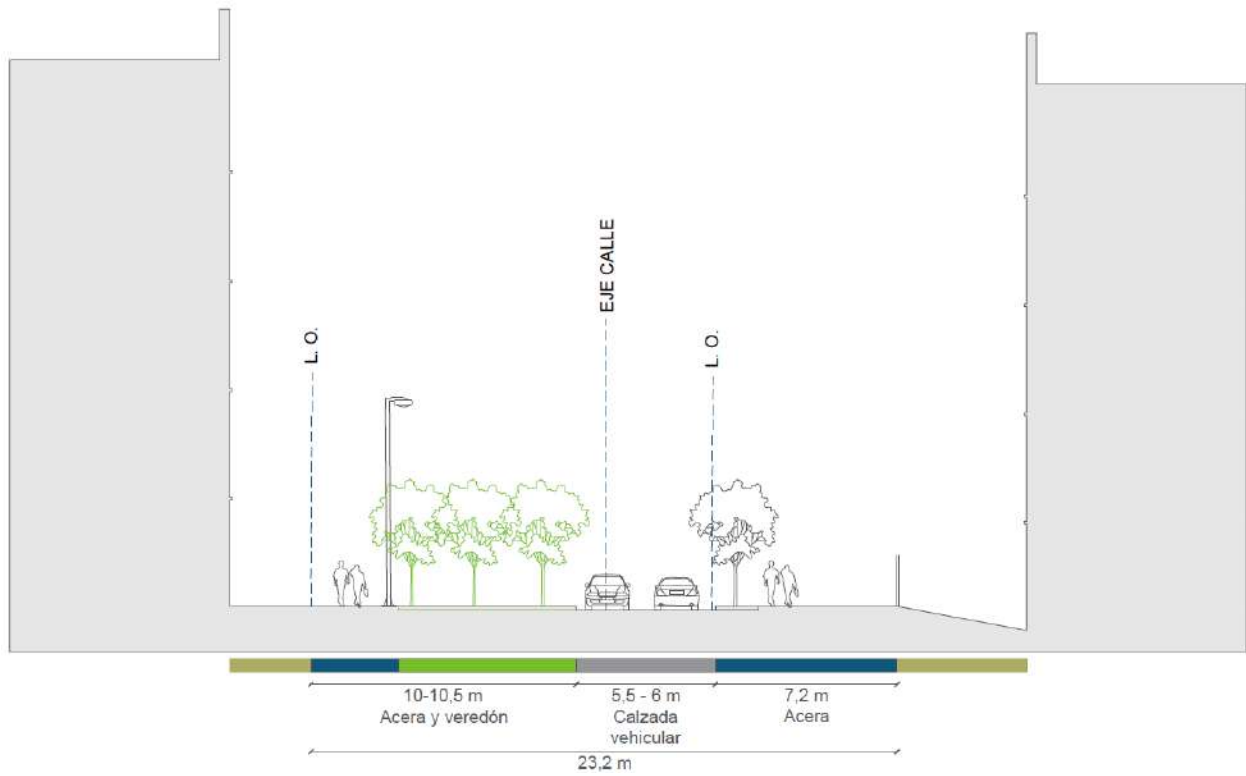 EJE CALLE
L. O.
L. O.
10-10,5 m
Acera y veredón
5,5 - 6 m
Calzada
vehicular
7,2 m
Acera
23,2 m